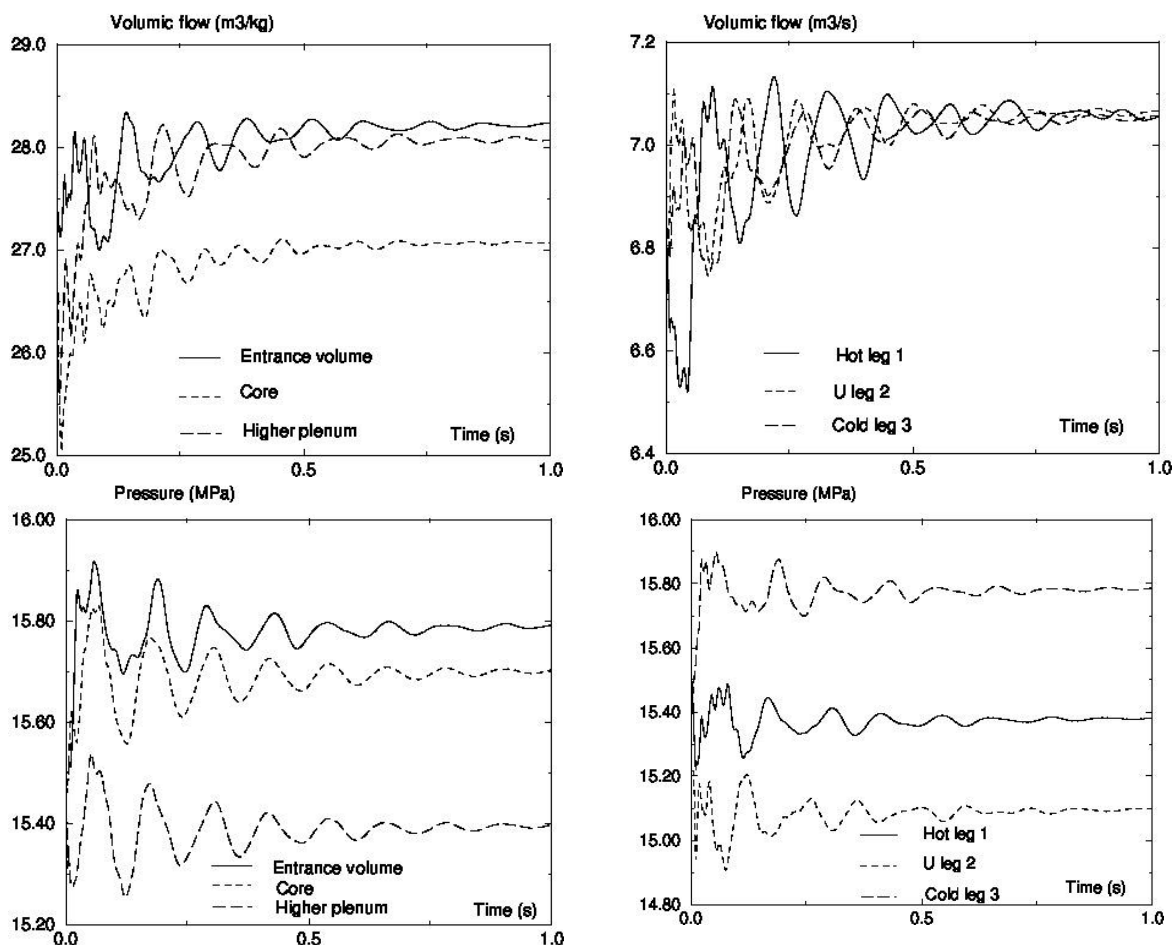 Volumic flow (m3/kg)
29.0
28.0
27.0
26.0
25.0
Entrance volume
Core
Higher plenum
Time (s)
0.0
0.5
1.0
Volumic flow (m3/s)
7.2
7.0
6.8
6.6
6.4
Hot leg 1
U leg 2
Cold leg 3
Time (s)
0.0
0.5
1.0
Pressure (MPa)
16.00
15.80
15.60
15.40
15.20
Entrance volume
Core
Higher plenum
Time (s)
0.0
0.5
1.0
Pressure (MPa)
16.00
15.80
15.60
15.40
15.20
15.00
14.80
Hot leg 1
U leg 2
Cold leg 3
Time (s)
0.0
0.5
1.0